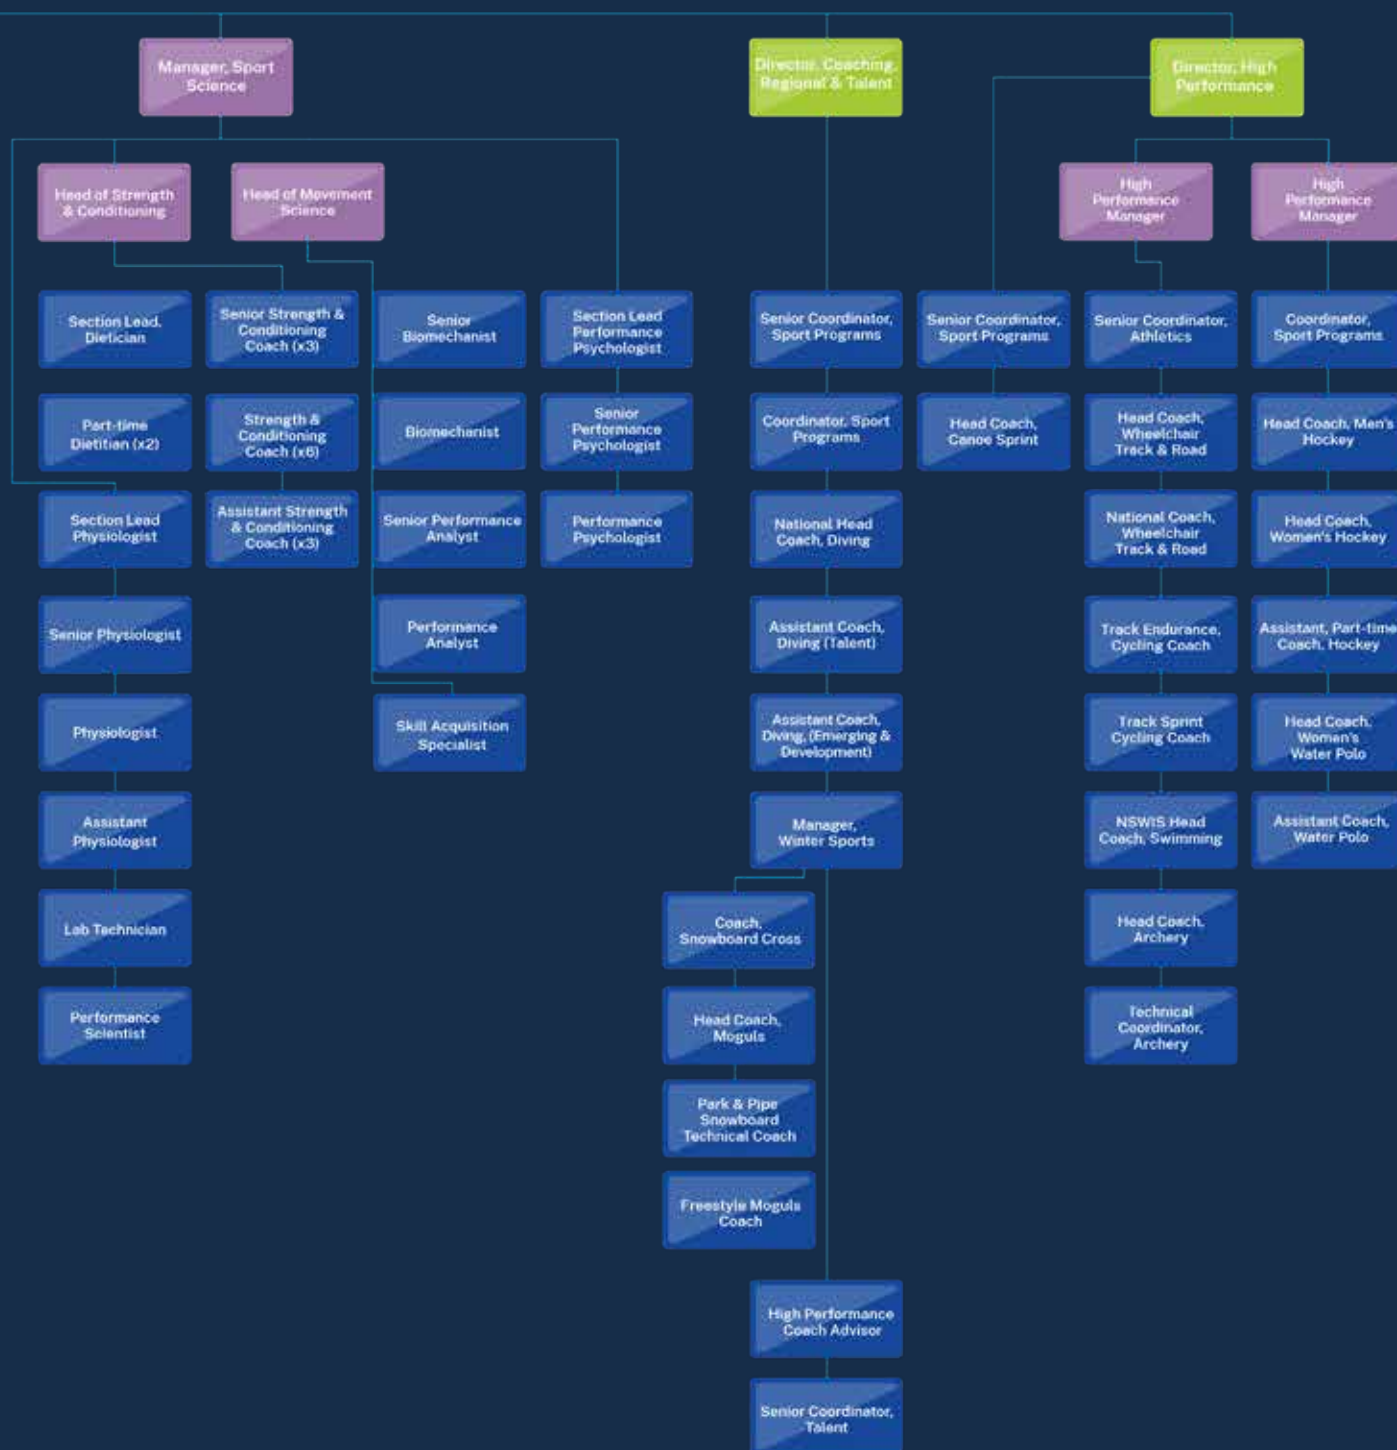 Manager, Sport
Science
Director, Coaching,
Regional & Talent
Director, High
Performance
Head of Strength
& Conditioning
Head of Movement
Science
High
Performance
Manager
High
Performance
Manager
Section Lead,
Dietician
Senior Strength &
Conditioning
Coach (x3)
Senior
Biomechanist
Section Lead
Performance
Psychologist
Senior Coordinator,
Sport Programs
Senior Coordinator,
Sport Programs
Senior Coordinator,
Athletics
Coordinator,
Sport Programs
Part-time
Dietitian (x2)
Strength &
Conditioning
Coach (x6)
Biomechanist
Senior
Performance
Psychologist
Coordinator, Sport
Programs
Head Coach,
Canoe Sprint
Head Coach,
Wheelchair
Track & Road
Head Coach, Men's
Hockey
Section Lead
Physiologist
Assistant Strength
& Conditioning
Coach (x3)
Senior Performance
Analyst
Performance
Psychologist
National Head
Coach, Diving
National Coach,
Wheelchair
Track & Road
Head Coach,
Women's Hockey
Senior Physiologist
Performance
Analyst
Assistant Coach,
Diving (Talent)
Track Endurance,
Cycling Coach
Assistant, Part-time
Coach, Hockey
Physiologist
Skill Acquisition
Specialist
Assistant Coach,
Diving, (Emerging &
Development)
Track Sprint
Cycling Coach
Head Coach,
Women's
Water Polo
Assistant
Physiologist
Manager,
Winter Sports
NSWIS Head
Coach, Swimming
Assistant Coach,
Water Polo
Lab Technician
Coach,
Snowboard Cross
Head Coach,
Archery
Performance
Scientist
Head Coach,
Moguls
Technical
Coordinator,
Archery
Park & Pipe
Snowboard
Technical Coach
Freestyle Moguls
Coach
High Performance
Coach Advisor
Senior Coordinator,
Talent